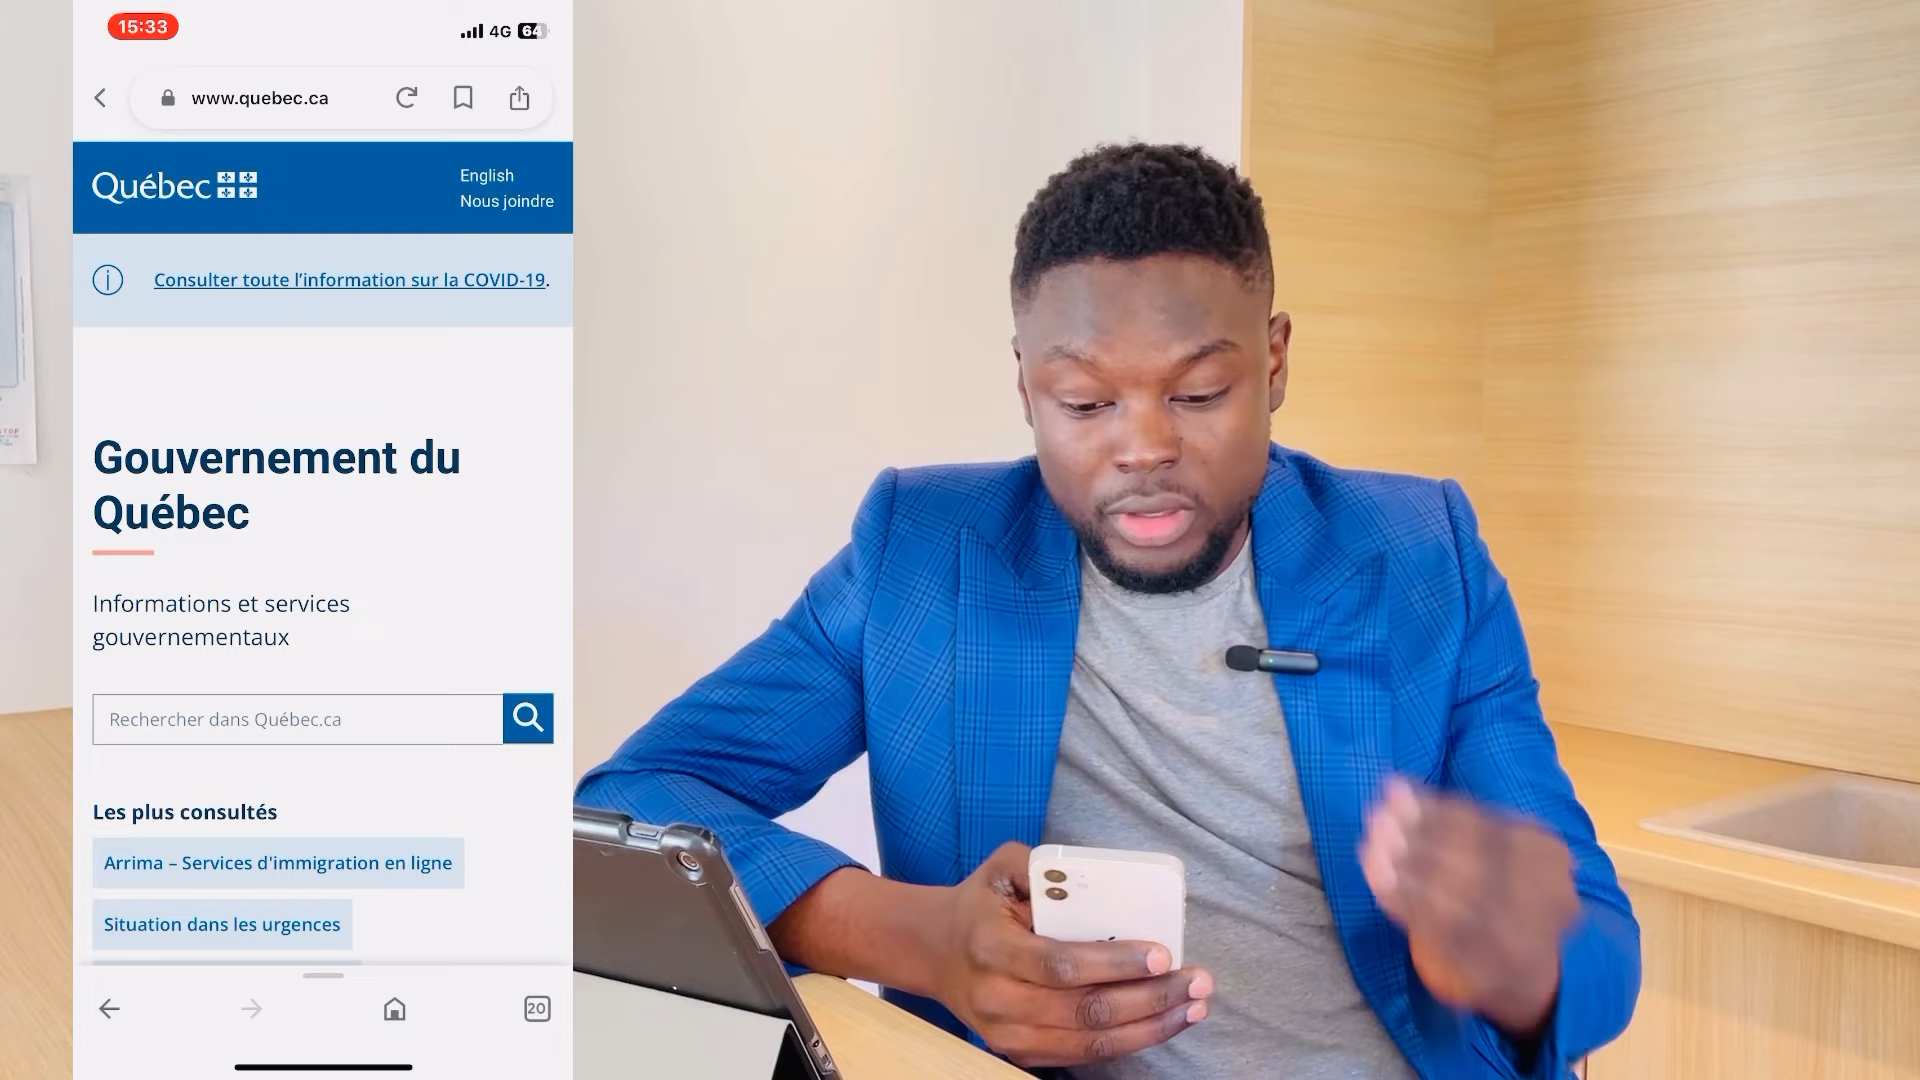 15:33
4G 64
www.quebec.ca
Québec
English
Nous joindre
Consulter toute l'information sur la COVID-19.
Gouvernement du
Québec
Informations et services
gouvernementaux
Rechercher dans Québec.ca
Les plus consultés
Arrima – Services d'immigration en ligne
Situation dans les urgences
20